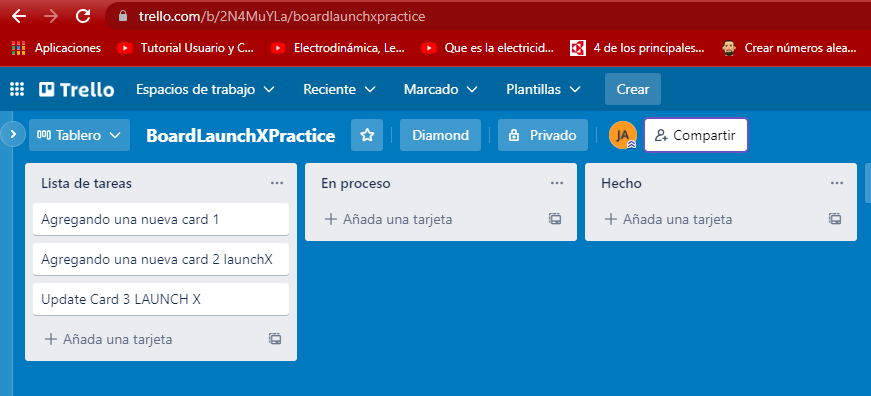 trello.com/b/2N4MuYLa/boardlaunchxpractice
Aplicaciones Tutorial Usuario y C... Electrodinámica, Le... Que es la electricid... 4 de los principales... Crear números alea...
Trello Espacios de trabajo Reciente Marcado Plantillas Crear
Tablero BoardLaunchXPractice Diamond Privado JA Compartir
Lista de tareas
Agregando una nueva card 1
Agregando una nueva card 2 launchX
Update Card 3 LAUNCH X
Añada una tarjeta
En proceso
Añada una tarjeta
Hecho
Añada una tarjeta